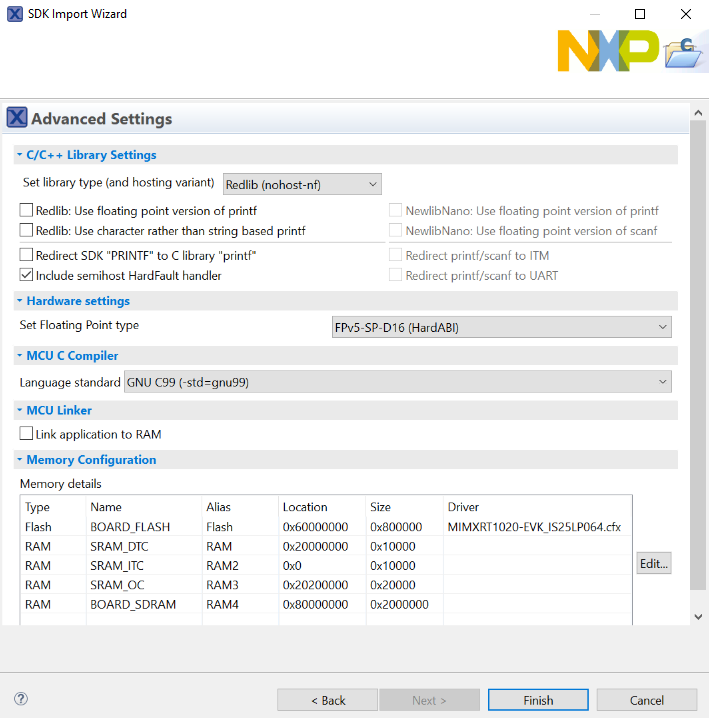 SDK Import Wizard
NXP
Advanced Settings
C/C++ Library Settings
Set library type (and hosting variant) Redlib (nohost-nf)
Redlib: Use floating point version of printf NewlibNano: Use floating point version of printf
Redlib: Use character rather than string based printf NewlibNano: Use floating point version of scanf
Redirect SDK "PRINTF" to C library "printf" Redirect printf/scanf to ITM
Include semihost HardFault handler Redirect printf/scanf to UART
Hardware settings
Set Floating Point type FPv5-SP-D16 (HardABI)
MCU C Compiler
Language standard GNU C99 (-std=gnu99)
MCU Linker
Link application to RAM
Memory Configuration
Memory details
Type Name Alias Location Size Driver
Flash BOARD_FLASH Flash 0x60000000 0x800000 MIMXRT1020-EVK_IS25LP064.cfx
RAM SRAM_DTC RAM 0x20000000 0x10000
RAM SRAM_ITC RAM2 0x0 0x10000
Edit...
RAM SRAM_OC RAM3 0x20200000 0x20000
RAM BOARD_SDRAM RAM4 0x80000000 0x2000000
? < Back Next > Finish Cancel